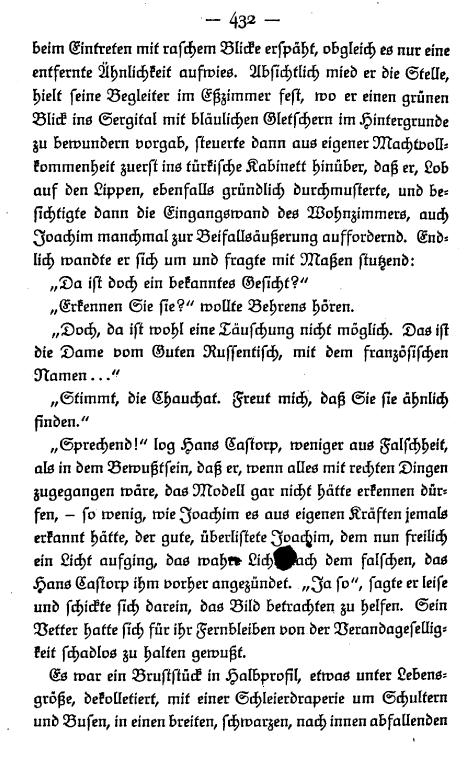 — 432 —
beim Eintreten mit raschem Blicke erspäht, obgleich es nur eine
entfernte Ähnlichkeit aufwies. Absichtlich mied er die Stelle,
hielt seine Begleiter im Eßzimmer fest, wo er einen grünen
Blick ins Sergital mit bläulichen Gletschern im Hintergrunde
zu bewundern vorgab, steuerte dann aus eigener Machtvoll-
kommenheit zuerst ins türkische Kabinett hinüber, daß er, Lob
auf den Lippen, ebenfalls gründlich durchmusterte, und be-
sichtigte dann die Eingangswand des Wohnzimmers, auch
Joachim manchmal zur Beifallsäußerung auffordernd. End-
lich wandte er sich um und fragte mit Maßen stutzend:
„Da ist doch ein bekanntes Gesicht?“
„Erkennen Sie sie?“ wollte Behrens hören.
„Doch, da ist wohl eine Täuschung nicht möglich. Das ist
die Dame vom Guten Russentisch, mit dem französischen
Namen ...“
„Stimmt, die Chauchat. Freut mich, daß Sie sie ähnlich
finden.“
„Sprechend!“ log Hans Castorp, weniger aus Falschheit,
als in dem Bewußtsein, daß er, wenn alles mit rechten Dingen
zugegangen wäre, das Modell gar nicht hätte erkennen dür-
fen, – so wenig, wie Joachim es aus eigenen Kräften jemals
erkannt hätte, der gute, überlistete Joachim, dem nun freilich
ein Licht aufging, das Lich ach dem falschen, das
Hans Castorp ihm vorher angezündet. „Ja so“, sagte er leise
und schickte sich darein, das Bild betrachten zu helfen. Sein
Vetter hatte sich für ihr Fernbleiben von der Verandagesellig-
keit schadlos zu halten gewußt.
Es war ein Bruststück in Halbprofil, etwas unter Lebens-
größe, dekolletiert, mit einer Schleierdraperie um Schultern
und Busen, in einen breiten, schwarzen, nach innen abfallenden